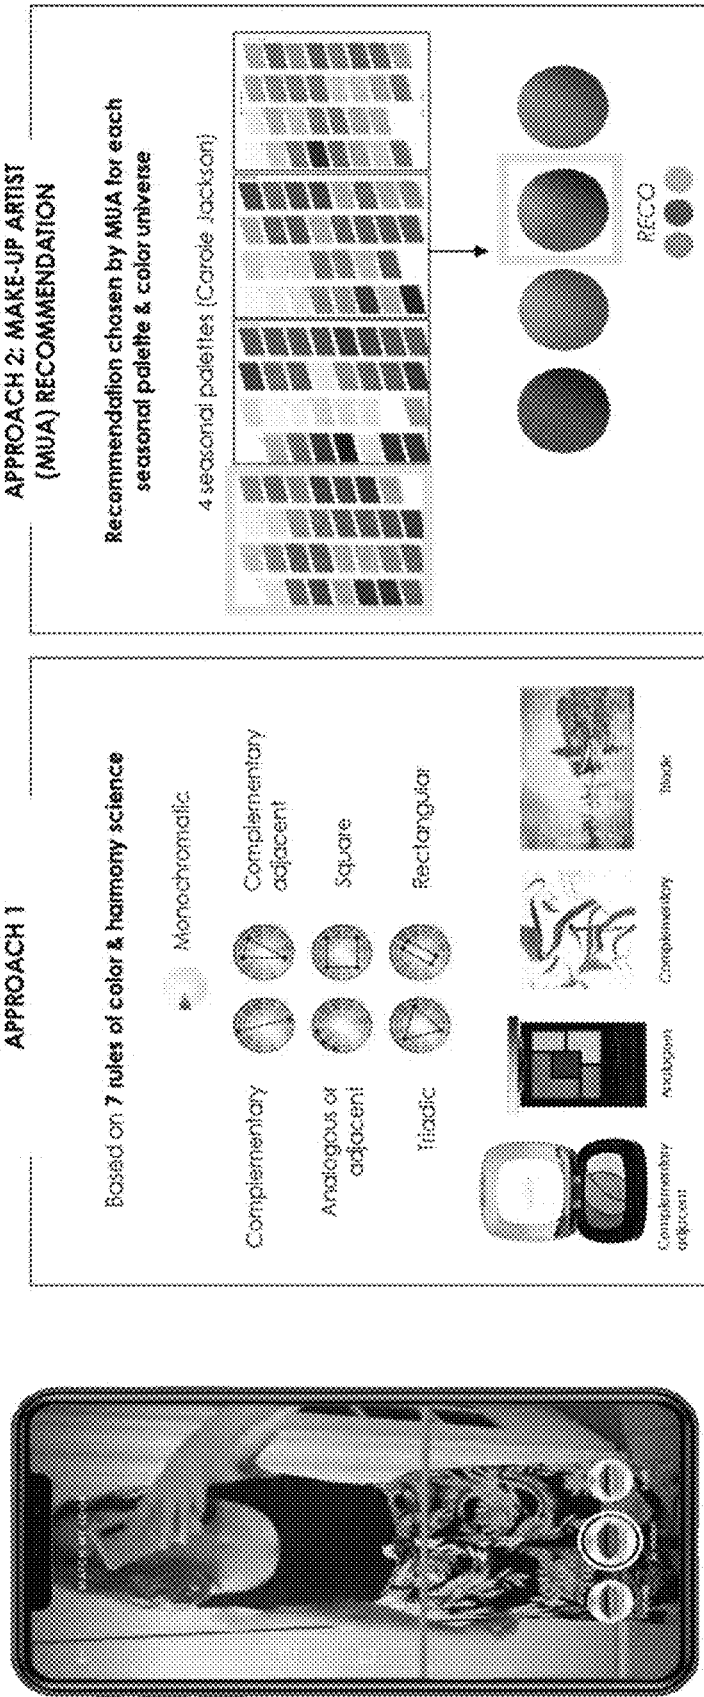 APPROACH 1
Based on 7 rules of color & harmony science
Monochromatic
Complementary
Complementary
adjacent
Analogous or
adjacent
Square
Triadic
Rectangular
Complementary
adjacent
Analogous
Complementary
Triadic
APPROACH 2: MAKE-UP ARTIST
(MUA) RECOMMENDATION
Recommendation chosen by MUA for each
seasonal palette & color universe
4 seasonal palettes (Carole Jackson)
RECO